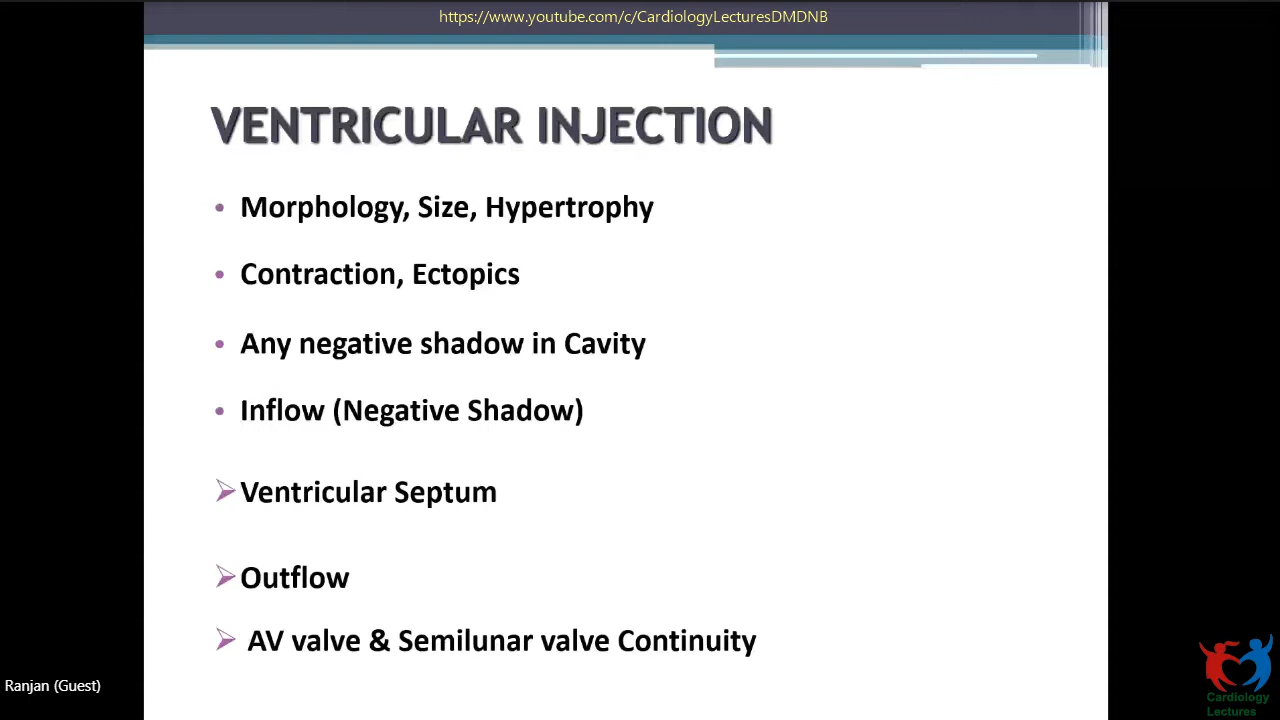 https://www.youtube.com/c/CardiologyLecturesDMDNB
VENTRICULAR INJECTION
• Morphology, Size, Hypertrophy
• Contraction, Ectopics
• Any negative shadow in Cavity
• Inflow (Negative Shadow)
➢Ventricular Septum
➢Outflow
➢ AV valve & Semilunar valve Continuity
Ranjan (Guest)
Cardiology
Lectures